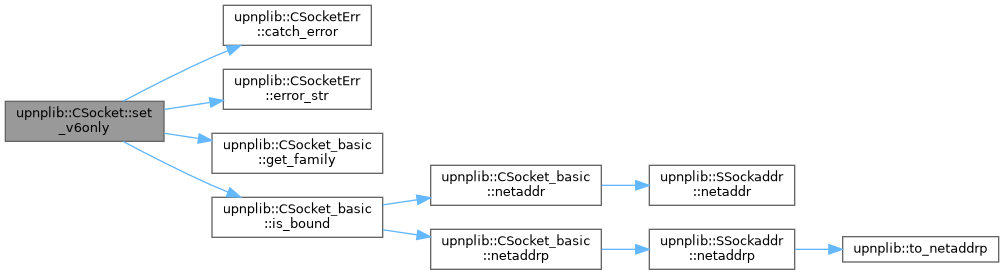 upnplib::CSocket::set
_v6only
upnplib::CSocketErr
::catch_error
upnplib::CSocketErr
::error_str
upnplib::CSocket_basic
::get_family
upnplib::CSocket_basic
::is_bound
upnplib::CSocket_basic
::netaddr
upnplib::SSockaddr
::netaddr
upnplib::CSocket_basic
::netaddrp
upnplib::SSockaddr
::netaddrp
upnplib::to_netaddrp